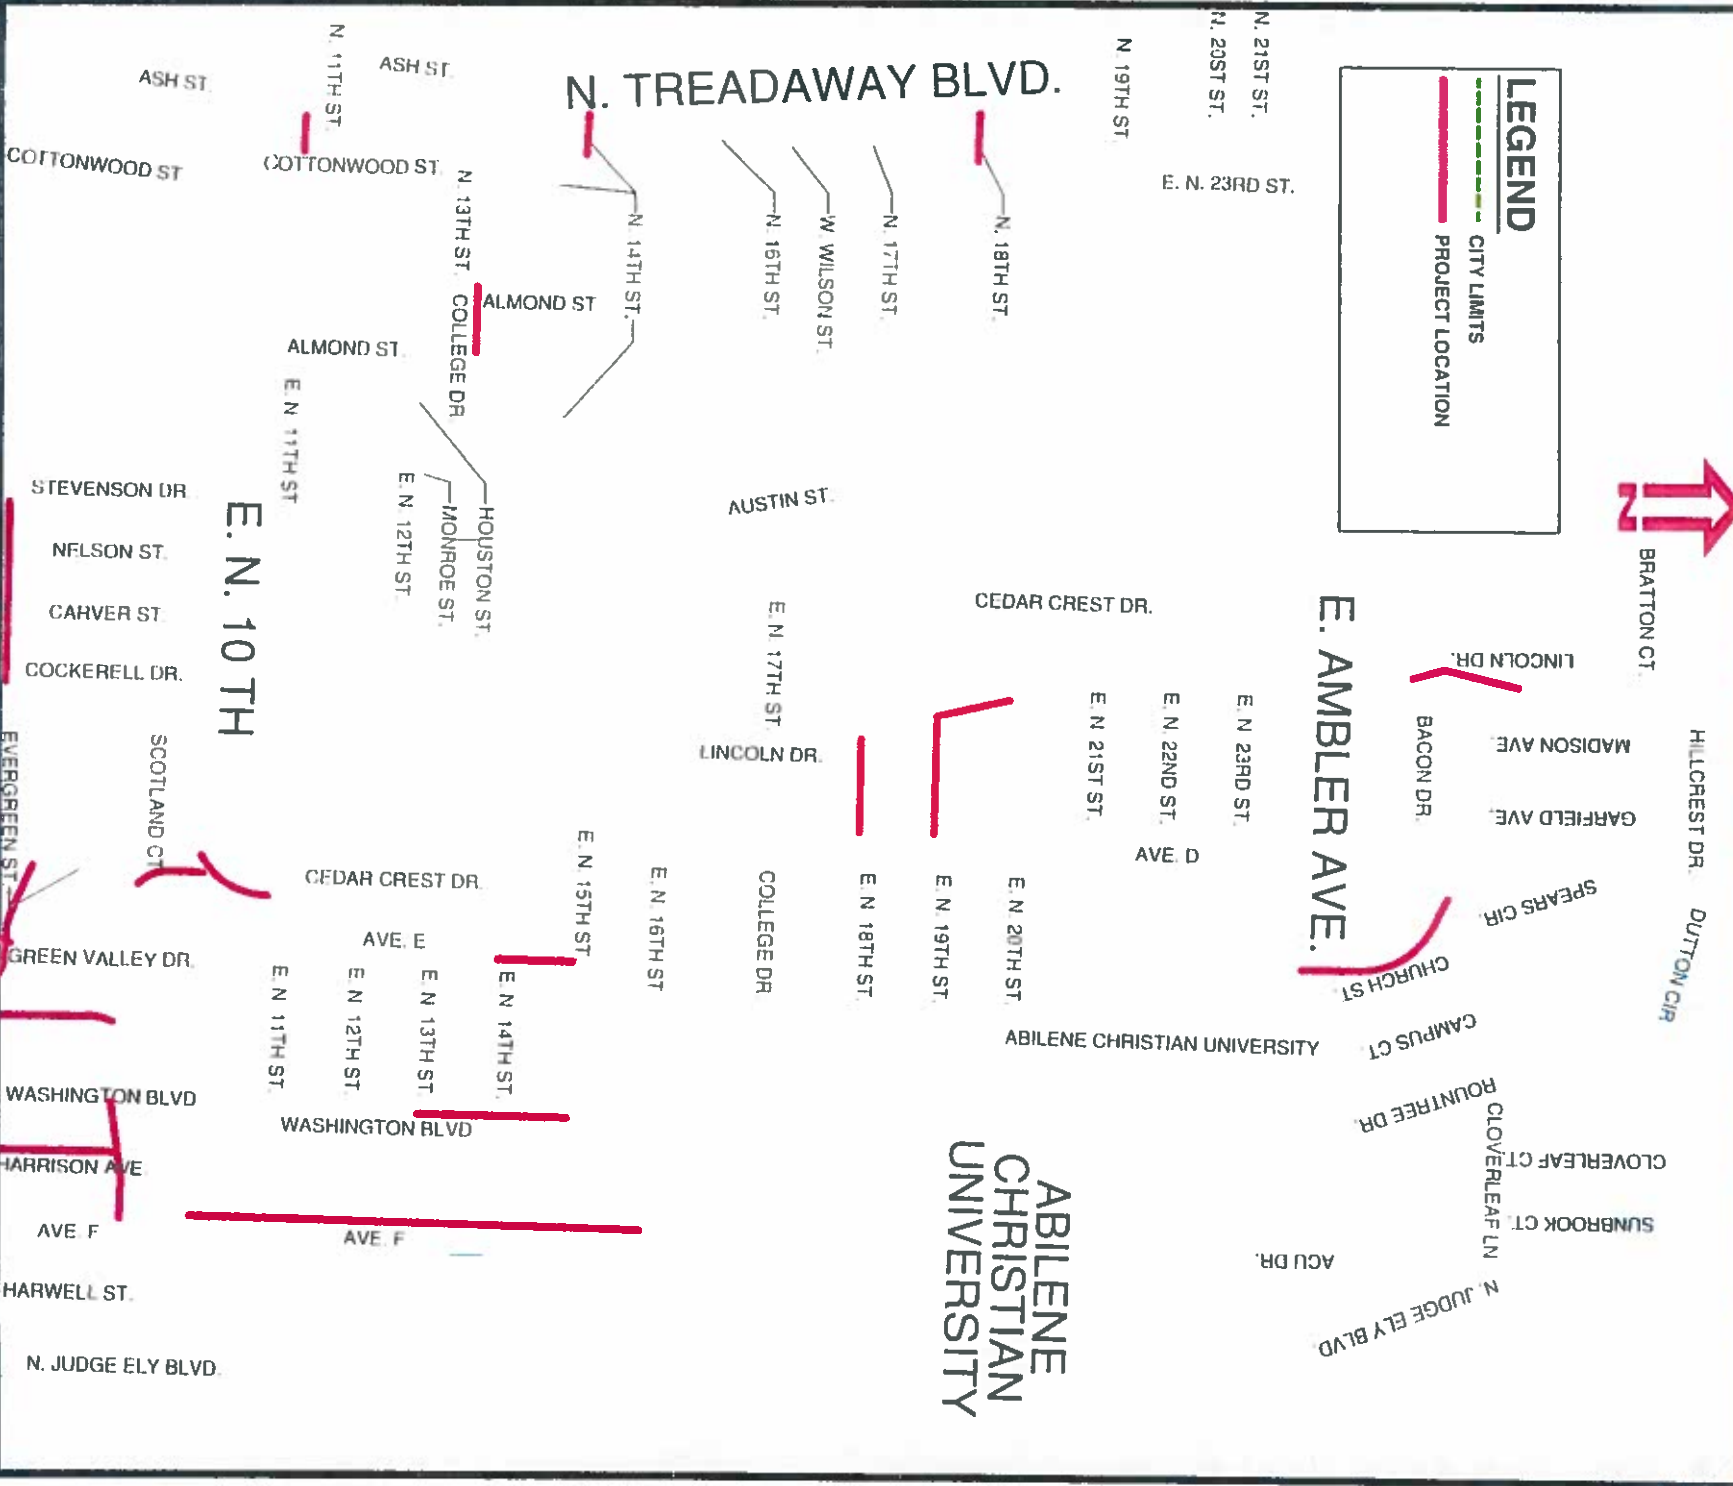 N. 11TH ST.
ASH ST.
ASH ST.
N. TREADAWAY BLVD.
N. 19TH ST.
N. 20ST ST.
N. 21ST ST.
LEGEND
CITY LIMITS
PROJECT LOCATION
COTTONWOOD ST
COTTONWOOD ST.
N. 13TH ST.
COLLEGE DR
ALMOND ST
ALMOND ST.
N. 14TH ST.
N. 16TH ST.
W. WILSON ST.
N. 17TH ST.
N. 18TH ST.
E. N. 23RD ST.
N
E. N 11TH ST
STEVENSON DR
NELSON ST.
CARVER ST.
COCKERELL DR.
E. N. 10 TH
E. N. 12TH ST.
MONROE ST.
HOUSTON ST.
AUSTIN ST.
E. N. 17TH ST.
CEDAR CREST DR.
E. AMBLER AVE.
BRATTON CT.
LINCOLN DR.
BACON DR.
MADISON AVE
GARFIELD AVE
HILLCREST DR.
EVERGREEN ST.
SCOTLAND CT
LINCOLN DR.
E. N 21ST ST.
E. N. 22ND ST.
E. N 23RD ST.
AVE. D
CEDAR CREST DR.
AVE. E
E. N. 15TH ST
E. N. 16TH ST
COLLEGE DR
E. N 18TH ST.
E. N. 19TH ST.
E. N. 20TH ST.
SPEARS CIR.
DUTTON CIR
CHURCH ST.
CAMPUS CT
ROUNTREE DR.
GREEN VALLEY DR.
E. N 11TH ST.
E. N 12TH ST.
E. N 13TH ST.
E. N 14TH ST.
ABILENE CHRISTIAN UNIVERSITY
WASHINGTON BLVD
WASHINGTON BLVD
HARRISON AVE
AVE F
AVE. F
HARWELL ST.
N. JUDGE ELY BLVD.
ABILENE
CHRISTIAN
UNIVERSITY
CLOVERLEAF LN
CLOVERLEAF CT.
SUNBROOK CT.
ACU DR.
N. JUDGE ELY BLVD